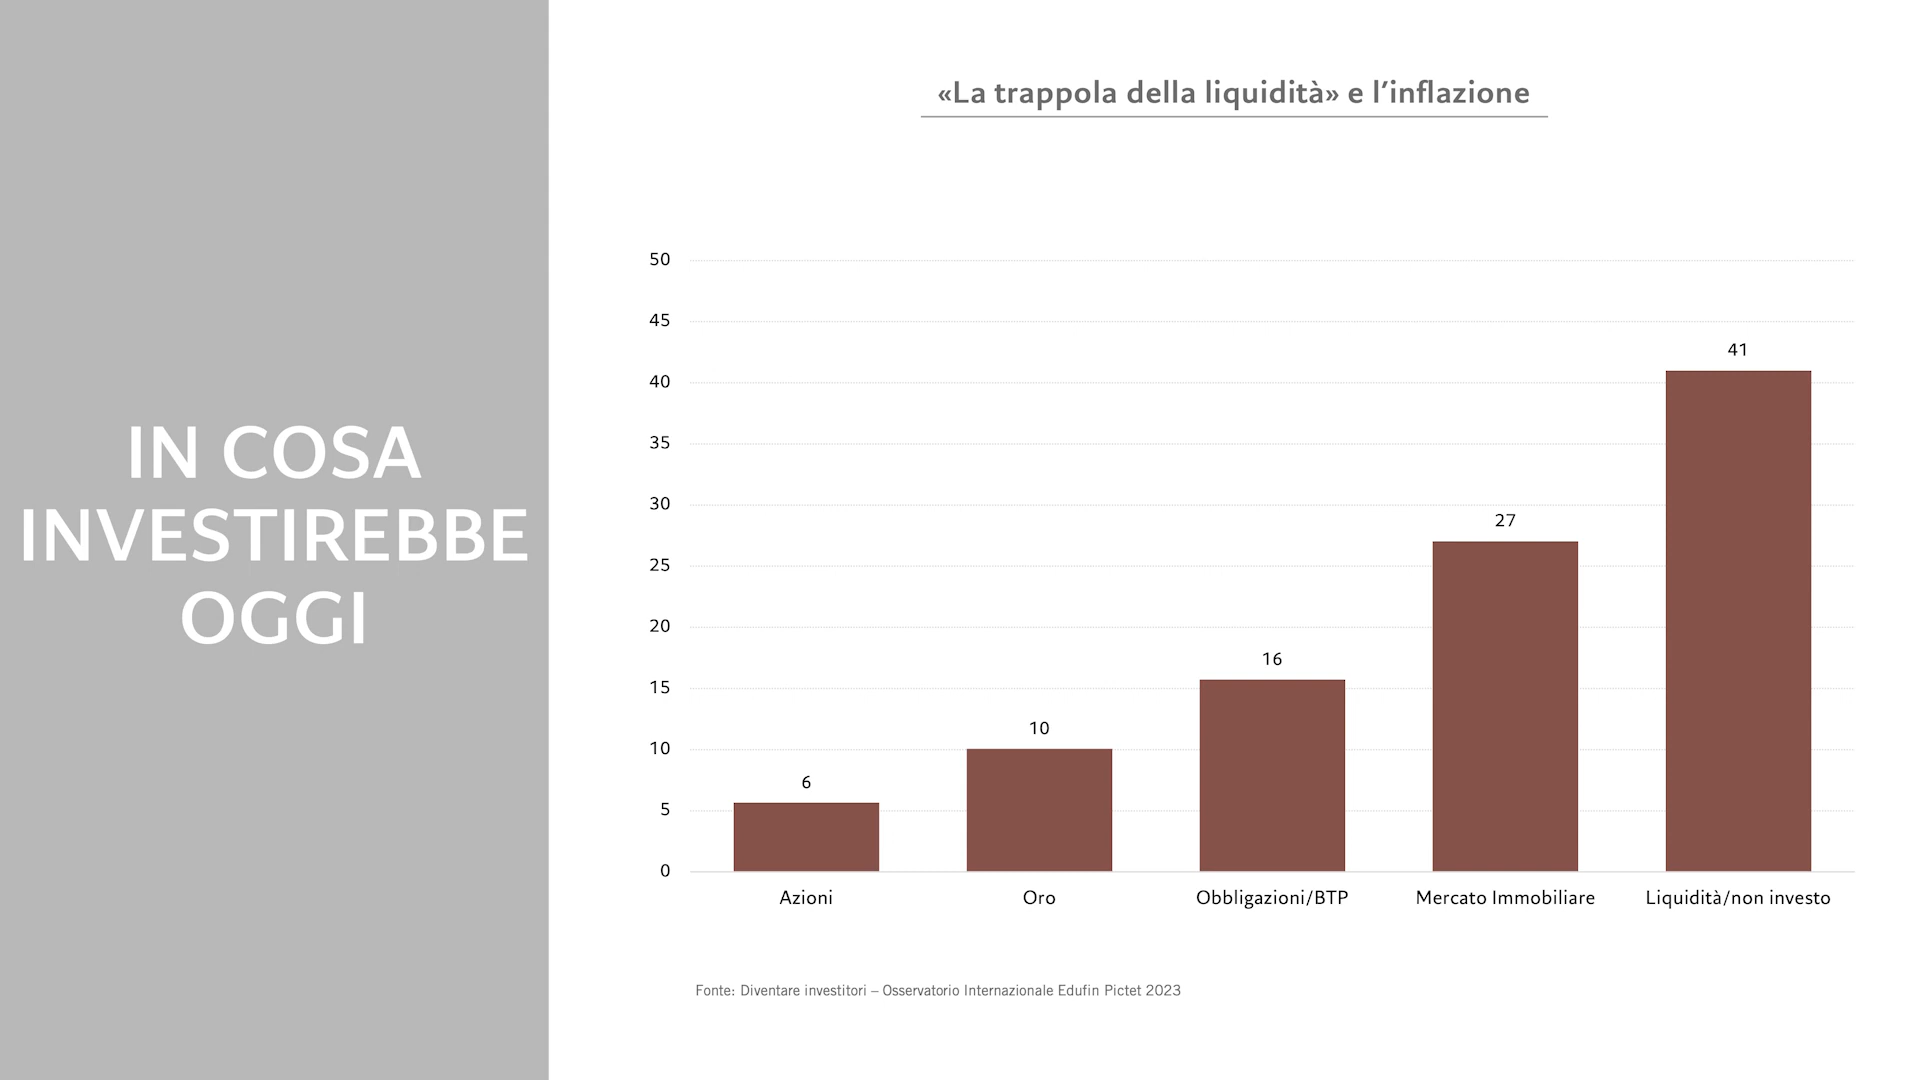 IN COSA
INVESTIREBBE
OGGI
«La trappola della liquidità» e l’inflazione
50
45
40
35
30
25
20
15
10
5
0
6
10
16
27
41
Azioni
Oro
Obbligazioni/BTP
Mercato Immobiliare
Liquidità/non investo
Fonte: Diventare investitori – Osservatorio Internazionale Edufin Pictet 2023